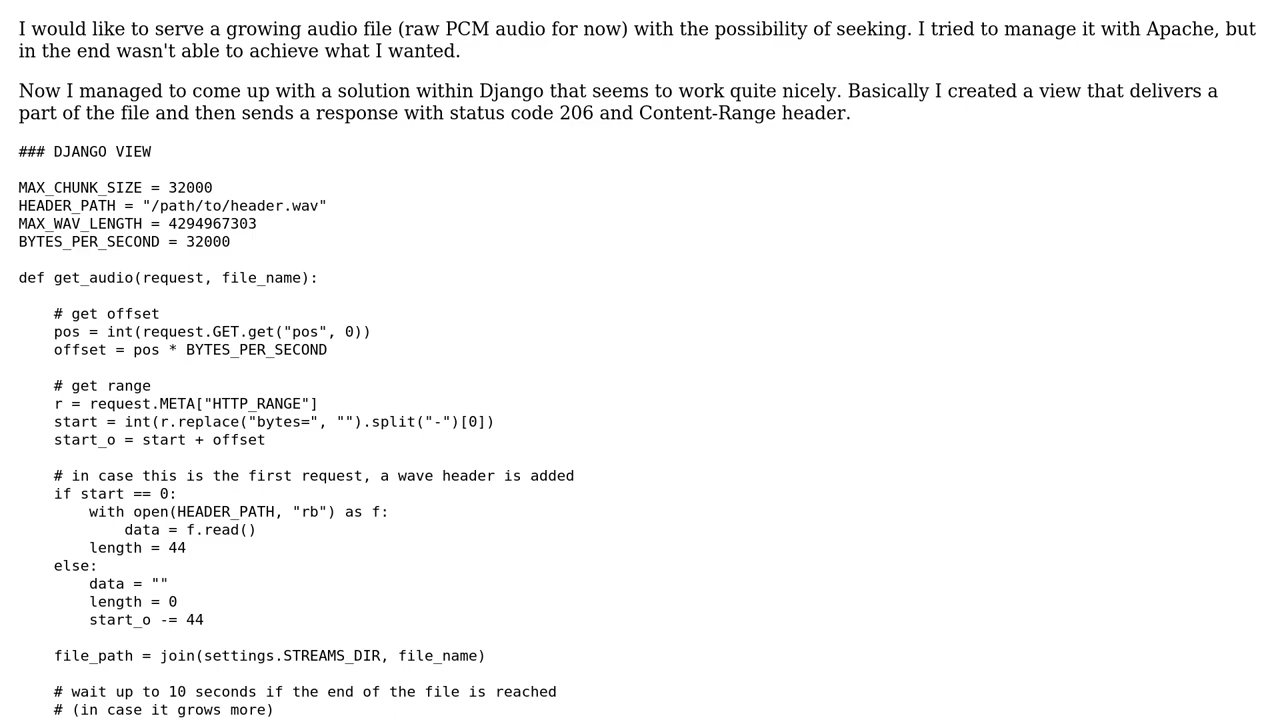 I would like to serve a growing audio file (raw PCM audio for now) with the possibility of seeking. I tried to manage it with Apache, but
in the end wasn't able to achieve what I wanted.
Now I managed to come up with a solution within Django that seems to work quite nicely. Basically I created a view that delivers a
part of the file and then sends a response with status code 206 and Content-Range header.
### DJANGO VIEW
MAX_CHUNK_SIZE = 32000
HEADER_PATH = "/path/to/header.wav"
MAX_WAV_LENGTH = 4294967303
BYTES_PER_SECOND = 32000
def get_audio(request, file_name):
    # get offset
    pos = int(request.GET.get("pos", 0))
    offset = pos * BYTES_PER_SECOND
    # get range
    r = request.META["HTTP_RANGE"]
    start = int(r.replace("bytes=", "").split("-")[0])
    start_o = start + offset
    # in case this is the first request, a wave header is added
    if start == 0:
        with open(HEADER_PATH, "rb") as f:
            data = f.read()
        length = 44
    else:
        data = ""
        length = 0
        start_o -= 44
    file_path = join(settings.STREAMS_DIR, file_name)
    # wait up to 10 seconds if the end of the file is reached
    # (in case it grows more)